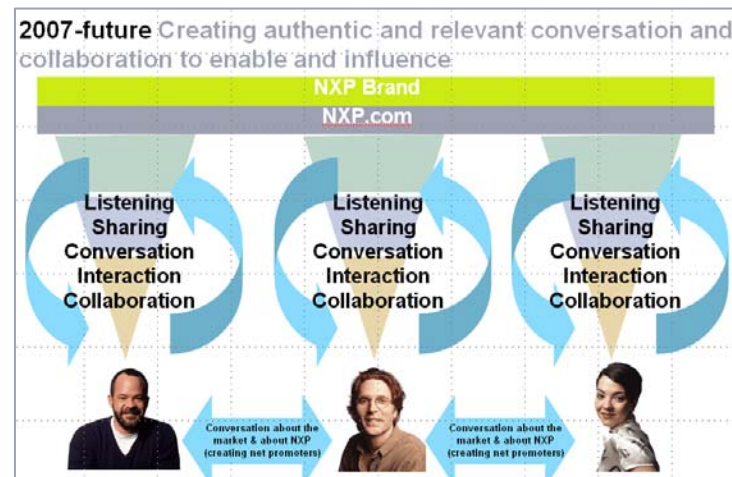 2007-future Creating authentic and relevant conversation and
collaboration to enable and influence
NXP Brand
NXP.com
Listening
Sharing
Conversation
Interaction
Collaboration
Listening
Sharing
Conversation
Interaction
Collaboration
Listening
Sharing
Conversation
Interaction
Collaboration
Conversation about the
market & about NXP
(creating net promoters)
Conversation about the
market & about NXP
(creating net promoters)